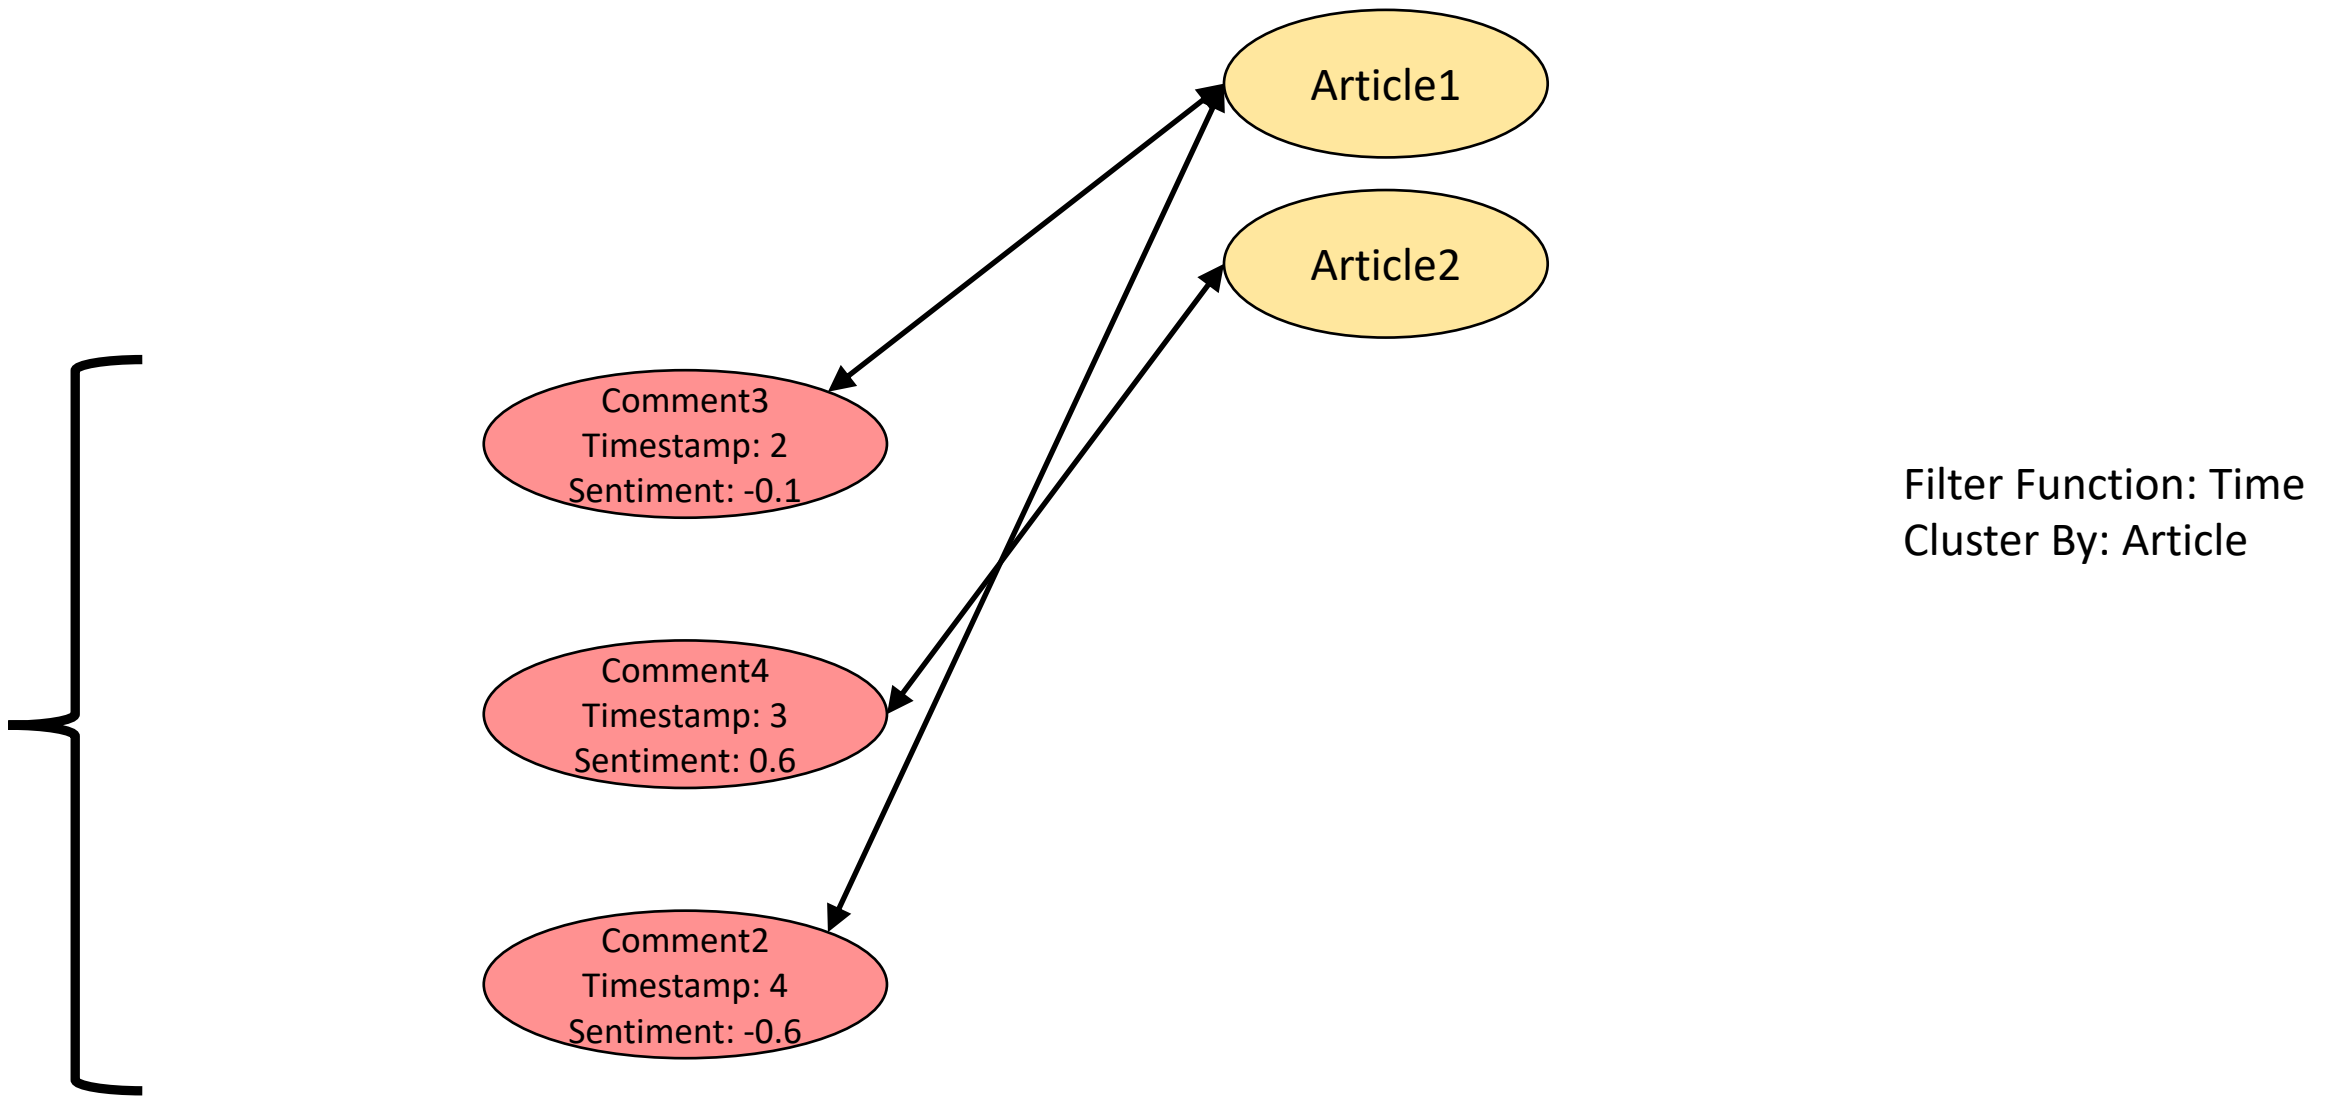 Article1
Article2
Comment3
Timestamp: 2
Sentiment: -0.1
Filter Function: Time
Cluster By: Article
Comment4
Timestamp: 3
Sentiment: 0.6
Comment2
Timestamp: 4
Sentiment: -0.6